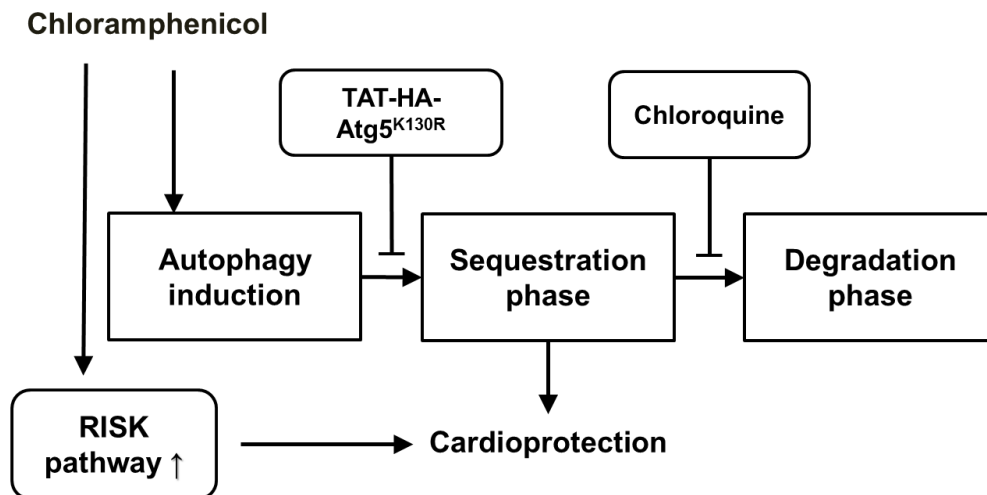 Chloramphenicol
TAT-HA-
Atg5K130R
Chloroquine
Autophagy
induction
Sequestration
phase
Degradation
phase
RISK
pathway ↑
Cardioprotection